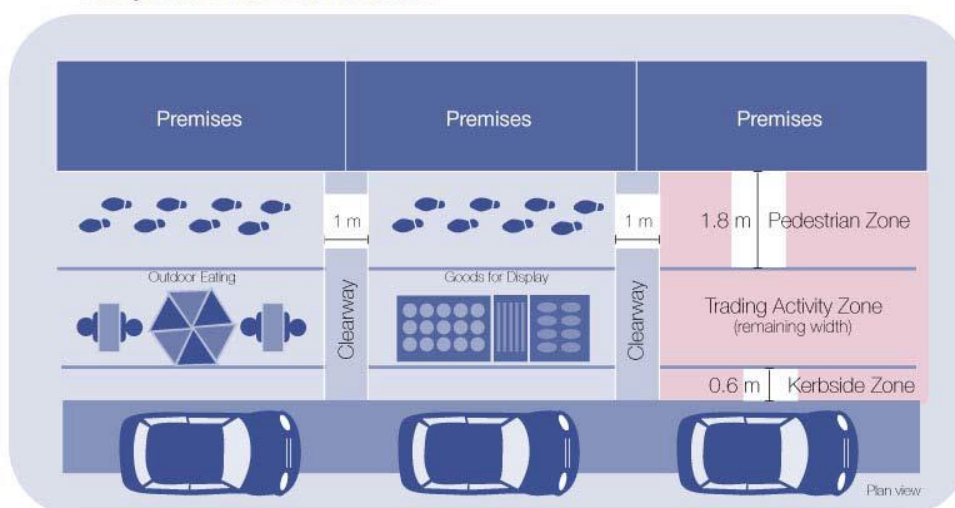 Premises
Premises
Premises
1 m
1 m
1.8 m
Pedestrian Zone
Outdoor Eating
Goods for Display
Clearway
Clearway
Trading Activity Zone
(remaining width)
0.6 m
Kerbside Zone
Plan view